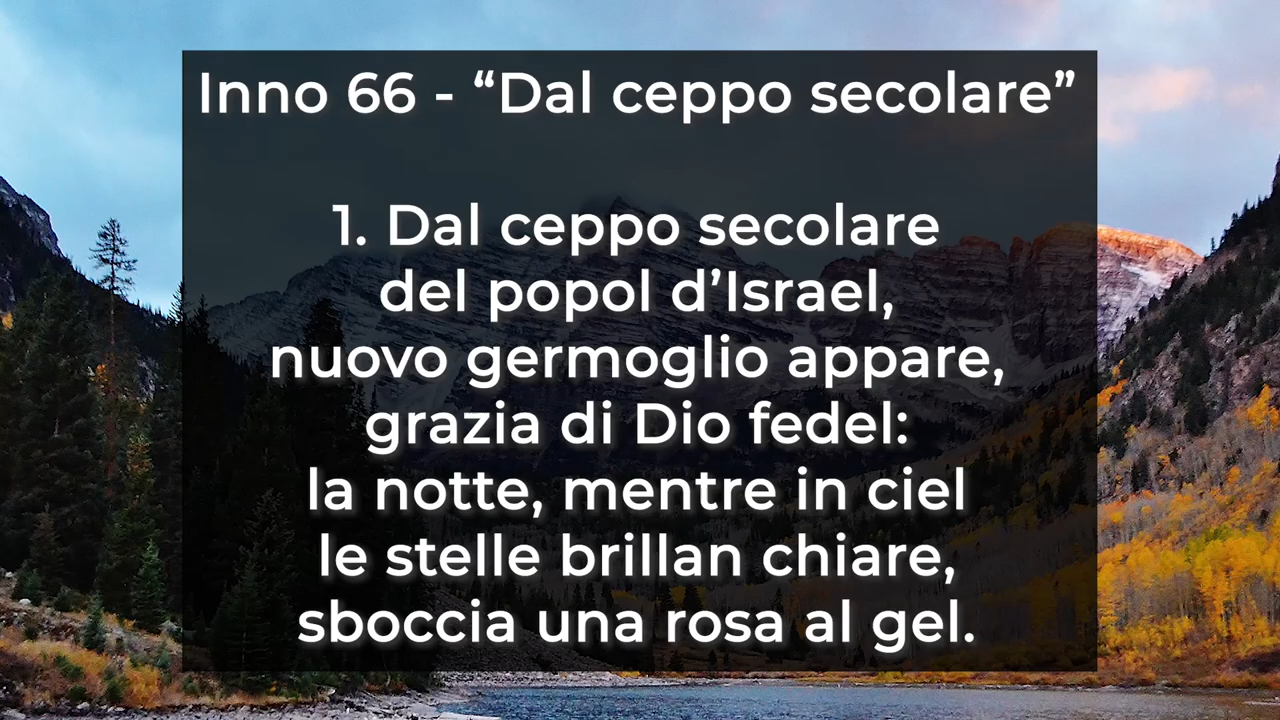 Inno 66 - “Dal ceppo secolare”
1. Dal ceppo secolare
del popol d’Israel,
nuovo germoglio appare,
grazia di Dio fedel:
la notte, mentre in ciel
le stelle brillan chiare,
sboccia una rosa al gel.